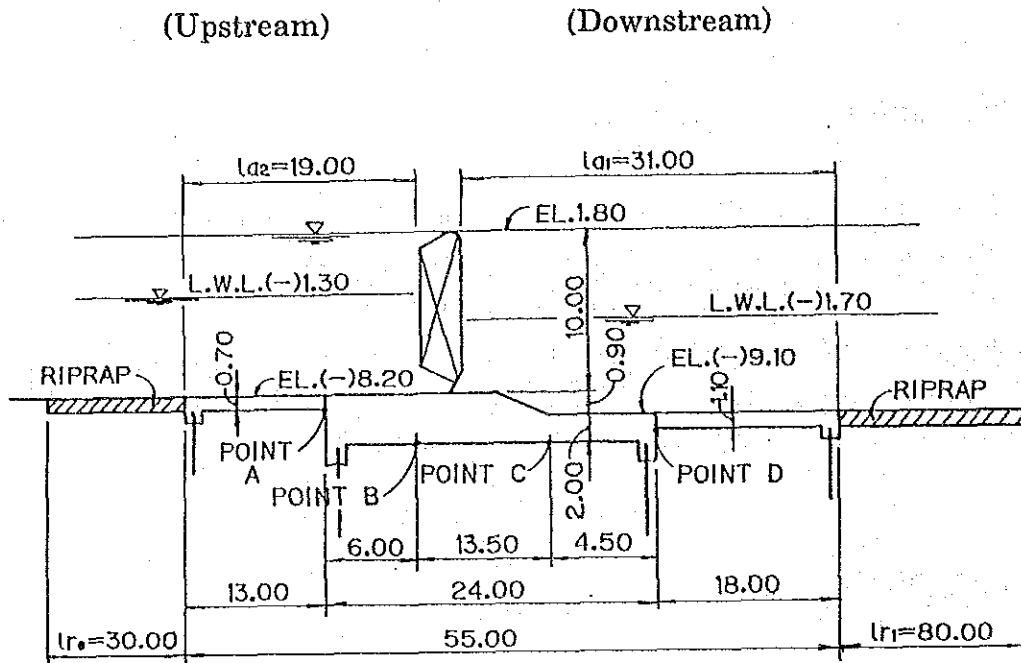 (Upstream) (Downstream)
la2=19.00 la1=31.00
EL.1.80
L.W.L.(-)1.30 L.W.L.(-)1.70
10.00
0.70
0.90
RIPRAP EL.(-)8.20 EL.(-)9.10 1.10 RIPRAP
POINT A
POINT B
POINT C
POINT D
2.00
6.00 13.50 4.50
13.00 24.00 18.00
lr₀=30.00 55.00 lr1=80.00